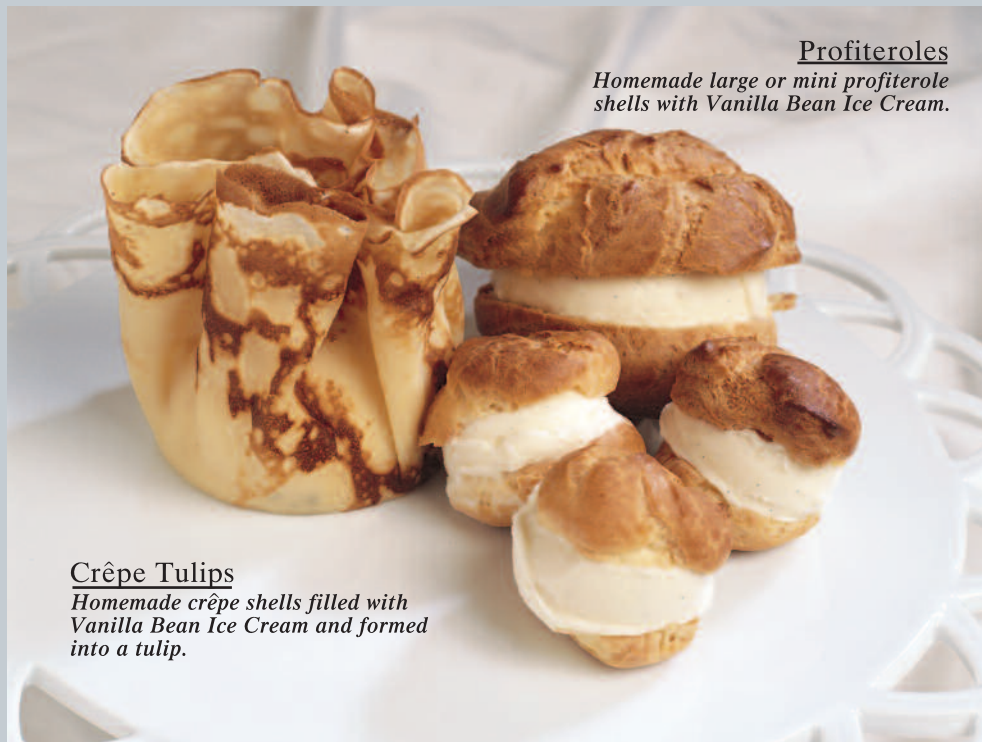 Profiteroles
Homemade large or mini profiterole
shells with Vanilla Bean Ice Cream.
Crêpe Tulips
Homemade crêpe shells filled with
Vanilla Bean Ice Cream and formed
into a tulip.